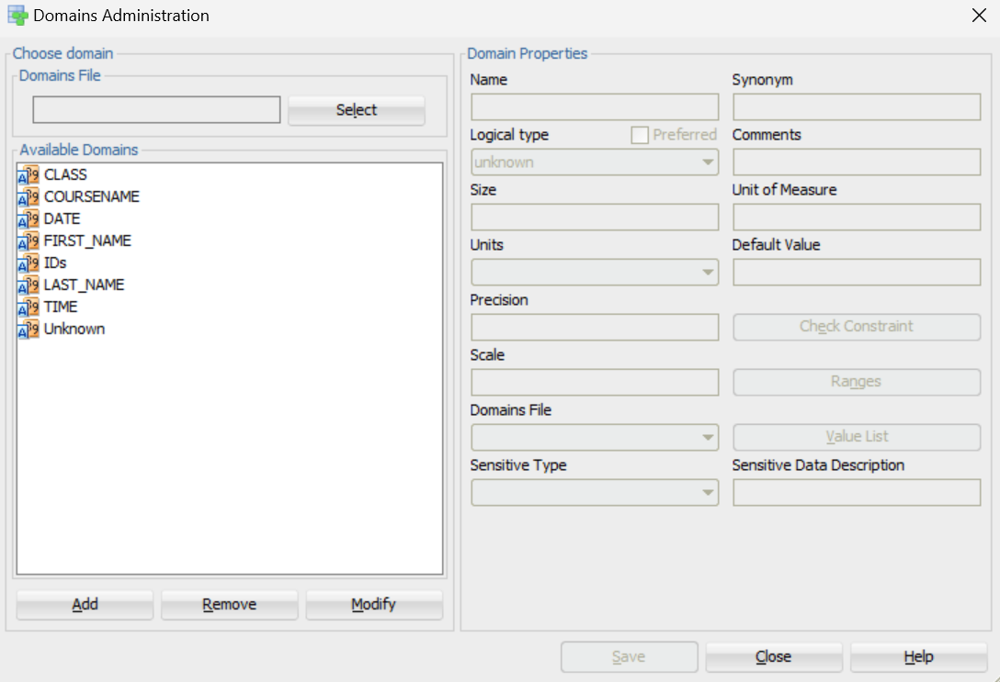 Domains Administration
Choose domain
Domains File
Select
Available Domains
CLASS
COURSENAME
DATE
FIRST_NAME
IDs
LAST_NAME
TIME
Unknown
Add
Remove
Modify
Domain Properties
Name
Synonym
Logical type
Preferred
Comments
unknown
Size
Unit of Measure
Units
Default Value
Precision
Check Constraint
Scale
Ranges
Domains File
Value List
Sensitive Type
Sensitive Data Description
Save
Close
Help